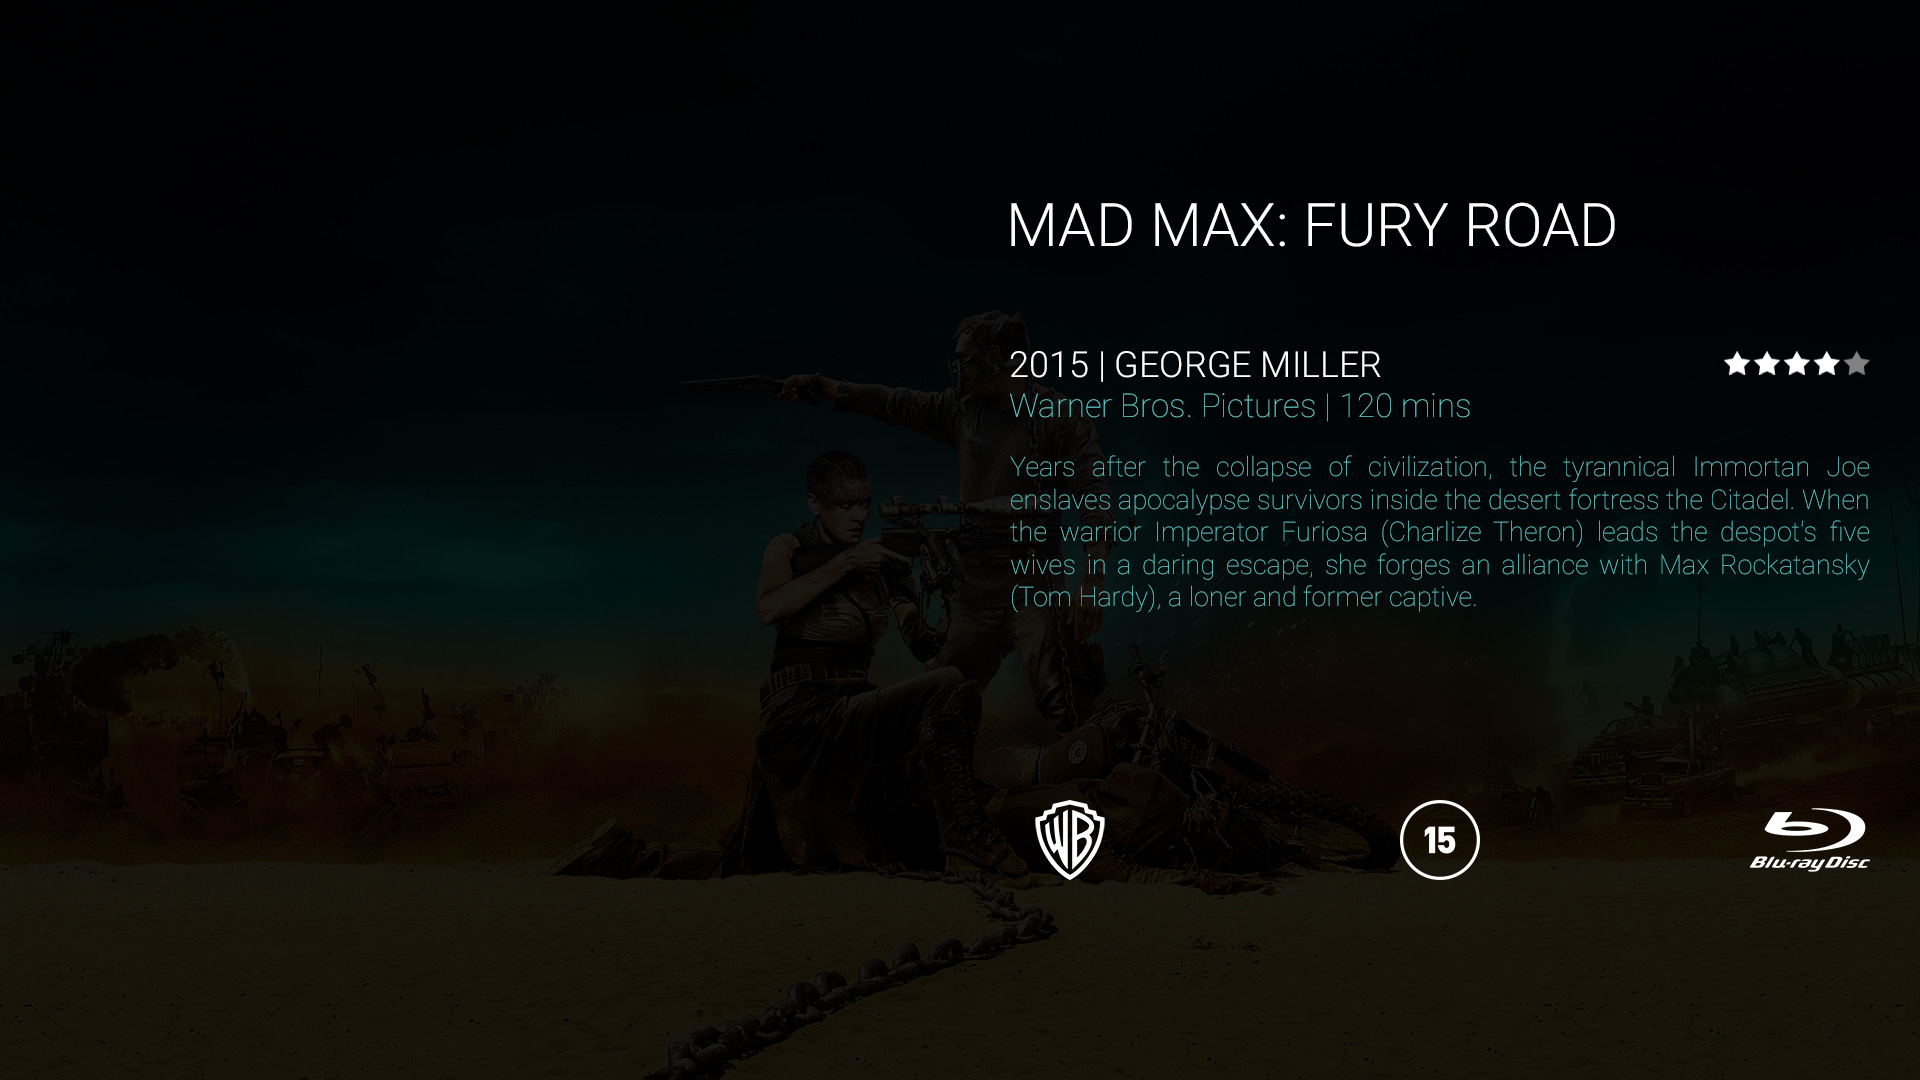 MAD MAX: FURY ROAD
2015 | GEORGE MILLER
Warner Bros. Pictures | 120 mins
Years after the collapse of civilization, the tyrannical Immortan Joe
enslaves apocalypse survivors inside the desert fortress the Citadel. When
the warrior Imperator Furiosa (Charlize Theron) leads the despot's five
wives in a daring escape, she forges an alliance with Max Rockatansky
(Tom Hardy), a loner and former captive.
WB
15
Blu-ray Disc